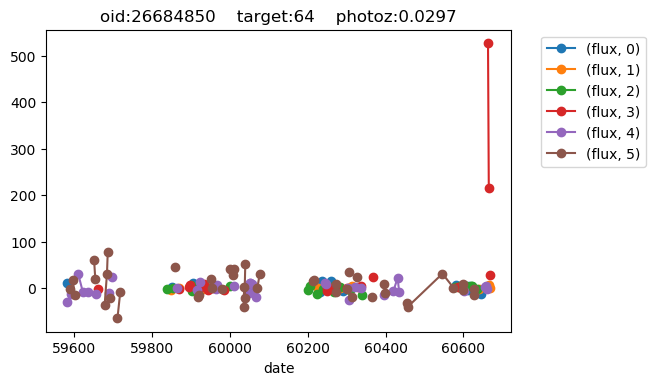 oid:26684850    target:64    photoz:0.0297
500
400
300
200
100
0
59600
59800
60000
60200
60400
60600
date
(flux, 0)
(flux, 1)
(flux, 2)
(flux, 3)
(flux, 4)
(flux, 5)